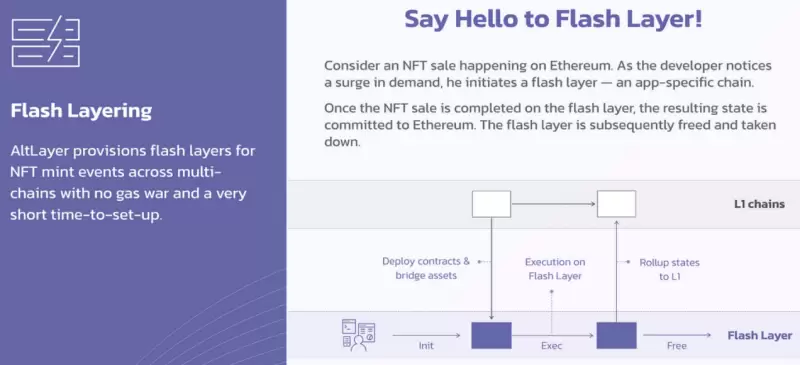 Flash Layering
AltLayer provisions flash layers for
NFT mint events across multi-
chains with no gas war and a very
short time-to-set-up.
Say Hello to Flash Layer!
Consider an NFT sale happening on Ethereum. As the developer notices
a surge in demand, he initiates a flash layer — an app-specific chain.
Once the NFT sale is completed on the flash layer, the resulting state is
committed to Ethereum. The flash layer is subsequently freed and taken
down.
L1 chains
Deploy contracts &
bridge assets
Execution on
Flash Layer
Rollup states
to L1
Init
Exec
Free
Flash Layer